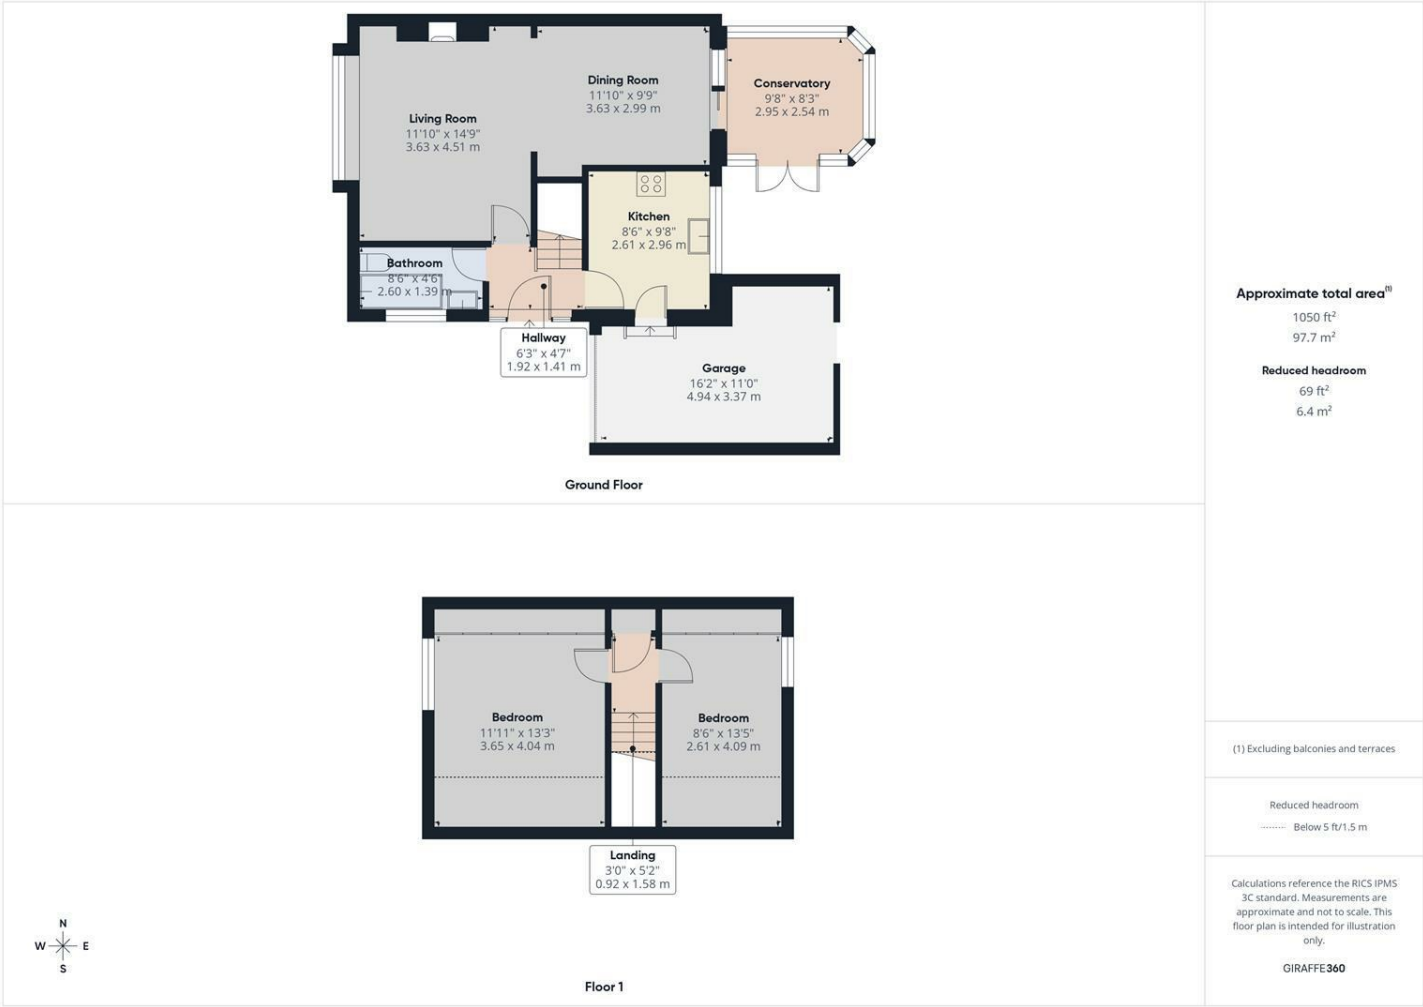 Dining Room
11'10" x 9'9"
3.63 x 2.99 m
Conservatory
9'8" x 8'3"
2.95 x 2.54 m
Living Room
11'10" x 14'9"
3.63 x 4.51 m
Kitchen
8'6" x 9'8"
2.61 x 2.96 m
Bathroom
8'6" x 4'6"
2.60 x 1.39 m
Hallway
6'3" x 4'7"
1.92 x 1.41 m
Garage
16'2" x 11'0"
4.94 x 3.37 m
Ground Floor
Bedroom
11'11" x 13'3"
3.65 x 4.04 m
Bedroom
8'6" x 13'5"
2.61 x 4.09 m
Landing
3'0" x 5'2"
0.92 x 1.58 m
N
W E
S
Floor 1
Approximate total area(1)
1050 ft²
97.7 m²
Reduced headroom
69 ft²
6.4 m²
(1) Excluding balconies and terraces
Reduced headroom
Below 5 ft/1.5 m
Calculations reference the RICS IPMS
3C standard. Measurements are
approximate and not to scale. This
floor plan is intended for illustration
only.
GIRAFFE360